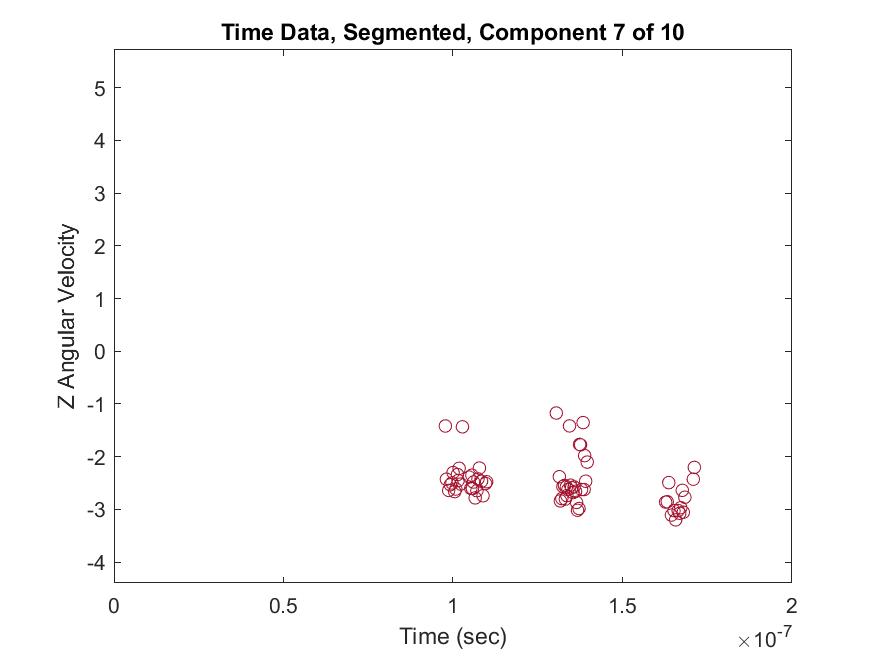 Time Data, Segmented, Component 7 of 10
Z Angular Velocity
5
4
3
2
1
0
-1
-2
-3
-4
0 0.5 1 1.5 2
Time (sec)
×10⁻⁷